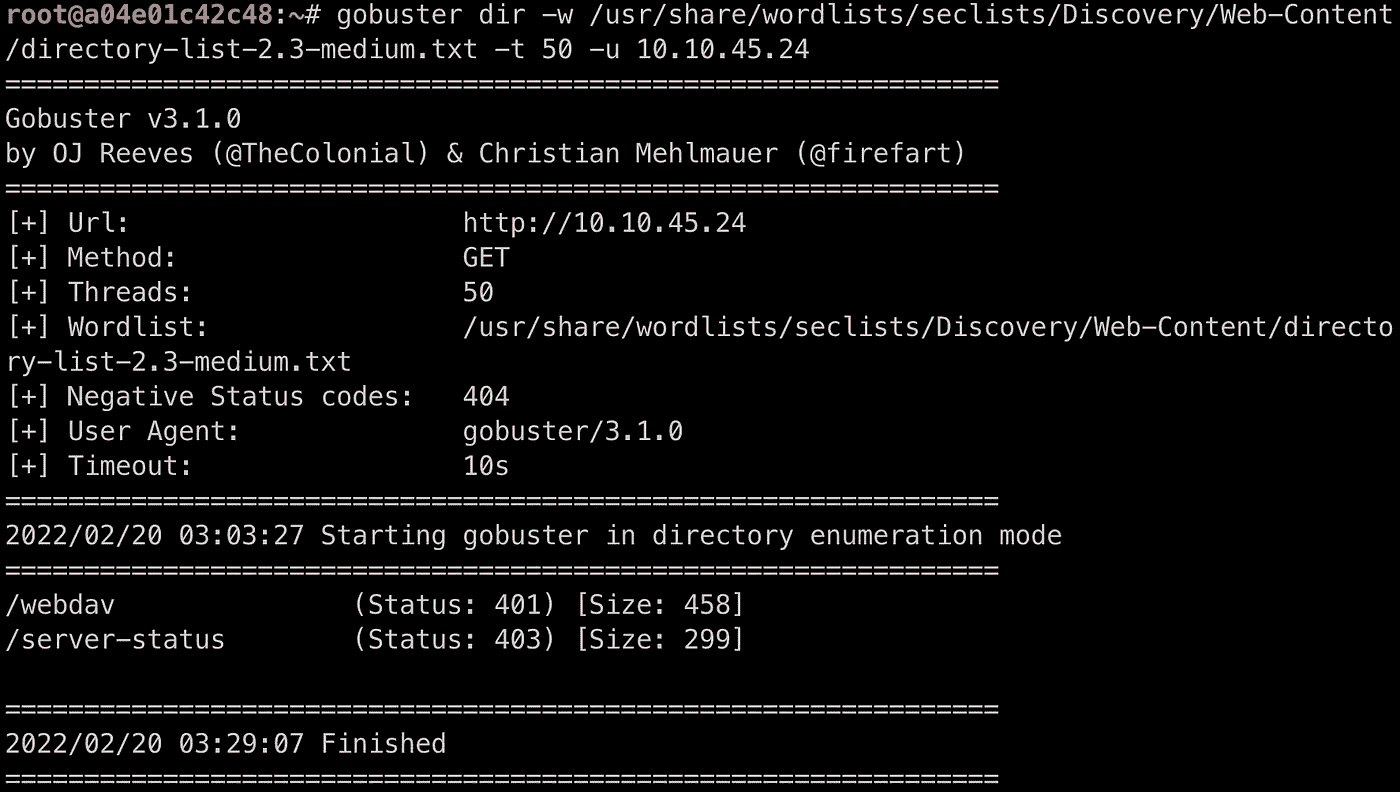 root@a04e01c42c48:~# gobuster dir -w /usr/share/wordlists/seclists/Discovery/Web-Content
/directory-list-2.3-medium.txt -t 50 -u 10.10.45.24
===============================================================
Gobuster v3.1.0
by OJ Reeves (@TheColonial) & Christian Mehlmauer (@firefart)
===============================================================
[+] Url:                     http://10.10.45.24
[+] Method:                  GET
[+] Threads:                 50
[+] Wordlist:                /usr/share/wordlists/seclists/Discovery/Web-Content/directo
ry-list-2.3-medium.txt
[+] Negative Status codes:   404
[+] User Agent:              gobuster/3.1.0
[+] Timeout:                 10s
===============================================================
2022/02/20 03:03:27 Starting gobuster in directory enumeration mode
===============================================================
/webdav               (Status: 401) [Size: 458]
/server-status        (Status: 403) [Size: 299]

===============================================================
2022/02/20 03:29:07 Finished
===============================================================